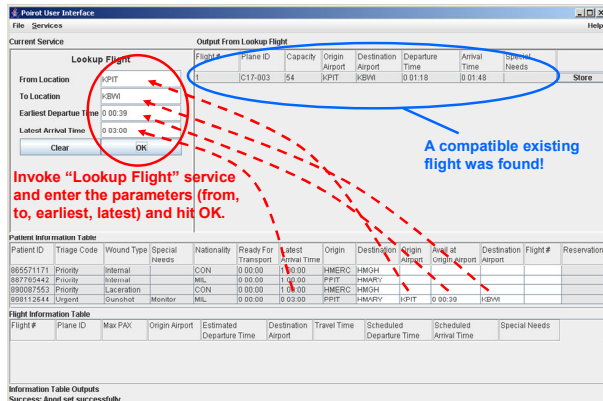 Poirot User Interface
File Services Help
Current Service
Output From Lookup Flight
Lookup Flight
From Location KPIT
To Location KBWI
Earliest Departue Time 0 00:39
Latest Arrival Time 0 03:00
Clear OK
Flight # Plane ID Capacity Origin Airport Destination Airport Departure Time Arrival Time Special Needs
1 C17-003 54 KPIT KBWI 0 01:18 0 01:48 Store
A compatible existing
flight was found!
Invoke “Lookup Flight” service
and enter the parameters (from,
to, earliest, latest) and hit OK.
Patient Information Table
Patient ID Triage Code Wound Type Special Needs Nationality Ready For Transport Latest Arrival Time Origin Destination Origin Airport Avail at Origin Airport Destination Airport Flight # Reservation
865571171 Priority Internal CON 0 00:00 1 00:00 HMERC HMGH
887765442 Priority Internal MIL 0 00:00 1 00:00 PPIT HMARY
890087553 Priority Laceration CON 0 00:00 1 00:00 HMERC HMGH
898112644 Urgent Gunshot Monitor MIL 0 00:00 0 03:00 PPIT HMARY KPIT 0 00:39 KBWI
Flight Information Table
Flight # Plane ID Max PAX Origin Airport Estimated Departure Time Destination Airport Travel Time Scheduled Departure Time Scheduled Arrival Time Special Needs
Information Table Outputs
Success: Apod set successfully